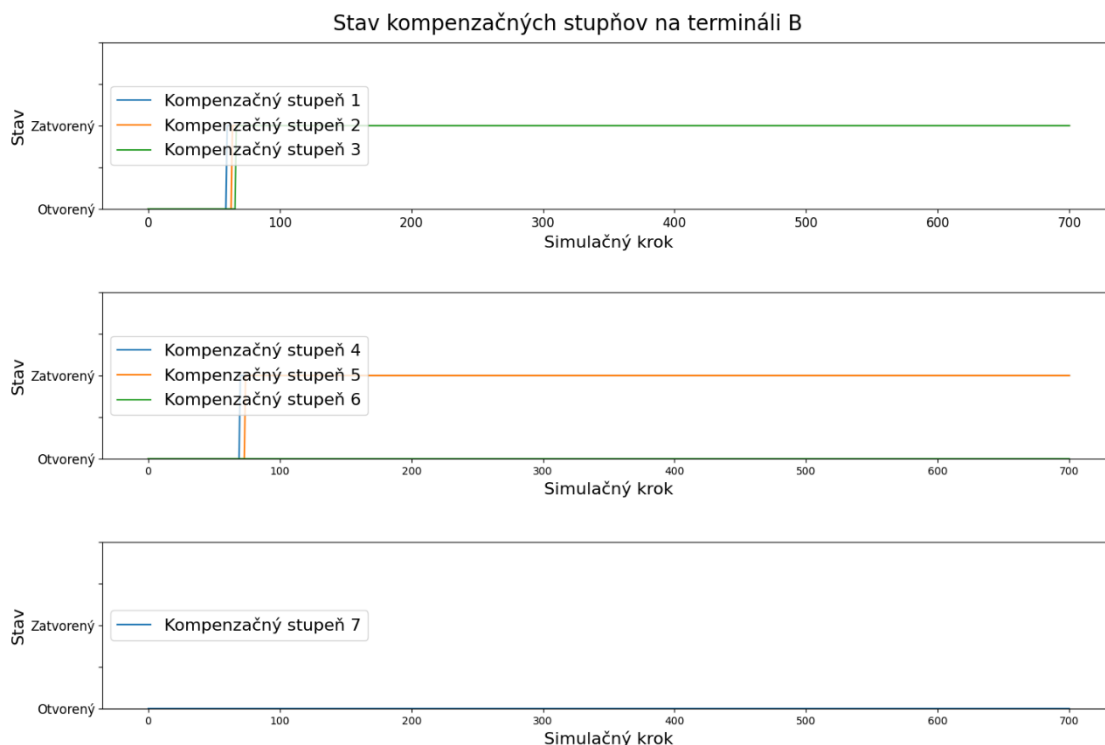 Stav kompenzačných stupňov na termináli B
Stav
Zatvorený
Otvorený
Kompenzačný stupeň 1
Kompenzačný stupeň 2
Kompenzačný stupeň 3
0 100 200 300 400 500 600 700
Simulačný krok
Stav
Zatvorený
Otvorený
Kompenzačný stupeň 4
Kompenzačný stupeň 5
Kompenzačný stupeň 6
0 100 200 300 400 500 600 700
Simulačný krok
Stav
Zatvorený
Otvorený
Kompenzačný stupeň 7
0 100 200 300 400 500 600 700
Simulačný krok